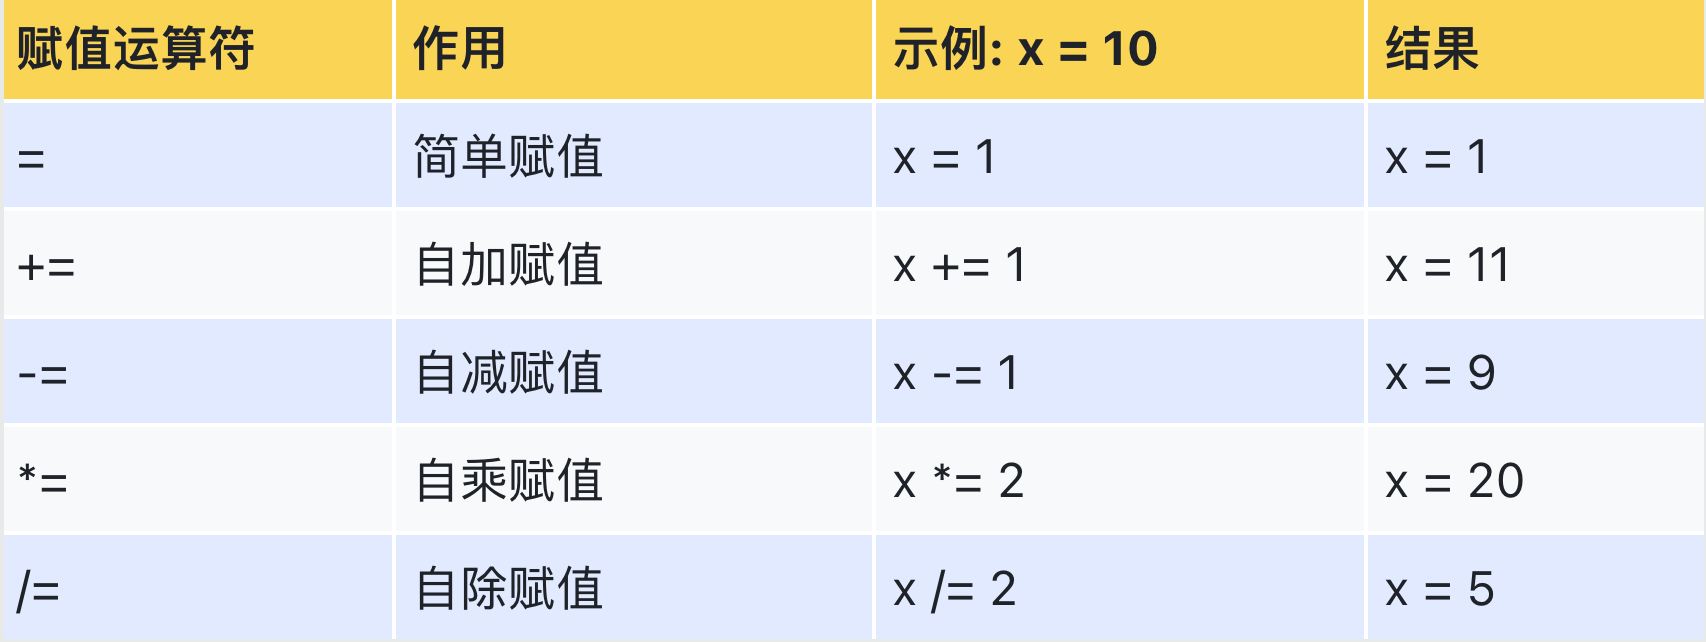 赋值运算符 作用 示例: x = 10 结果
= 简单赋值 x = 1 x = 1
+= 自加赋值 x += 1 x = 11
-= 自减赋值 x -= 1 x = 9
*= 自乘赋值 x *= 2 x = 20
/= 自除赋值 x /= 2 x = 5